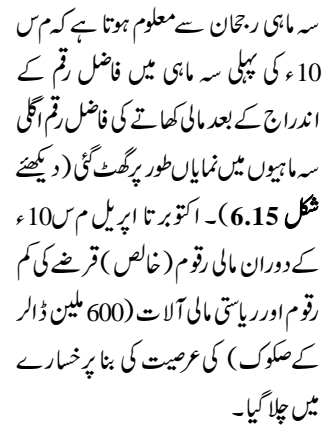 سہ ماہی رجحان سے معلوم ہوتا ہے کہ م س
10ء کی پہلی سہ ماہی میں فاضل رقم کے
اندراج کے بعد مالی کھاتے کی فاضل رقم اگلی
سہ ماہیوں میں نمایاں طور پر گھٹ گئی (دیکھئے
شکل 6.15)۔ اکتوبر تا اپریل م س 10ء
کے دوران مالی رقوم (خالص) قرضے کی کم
رقوم اور ریاستی مالی آلات (600 ملین ڈالر
کے صکوک) کی عرصیت کی بنا پر خسارے
میں چلا گیا۔